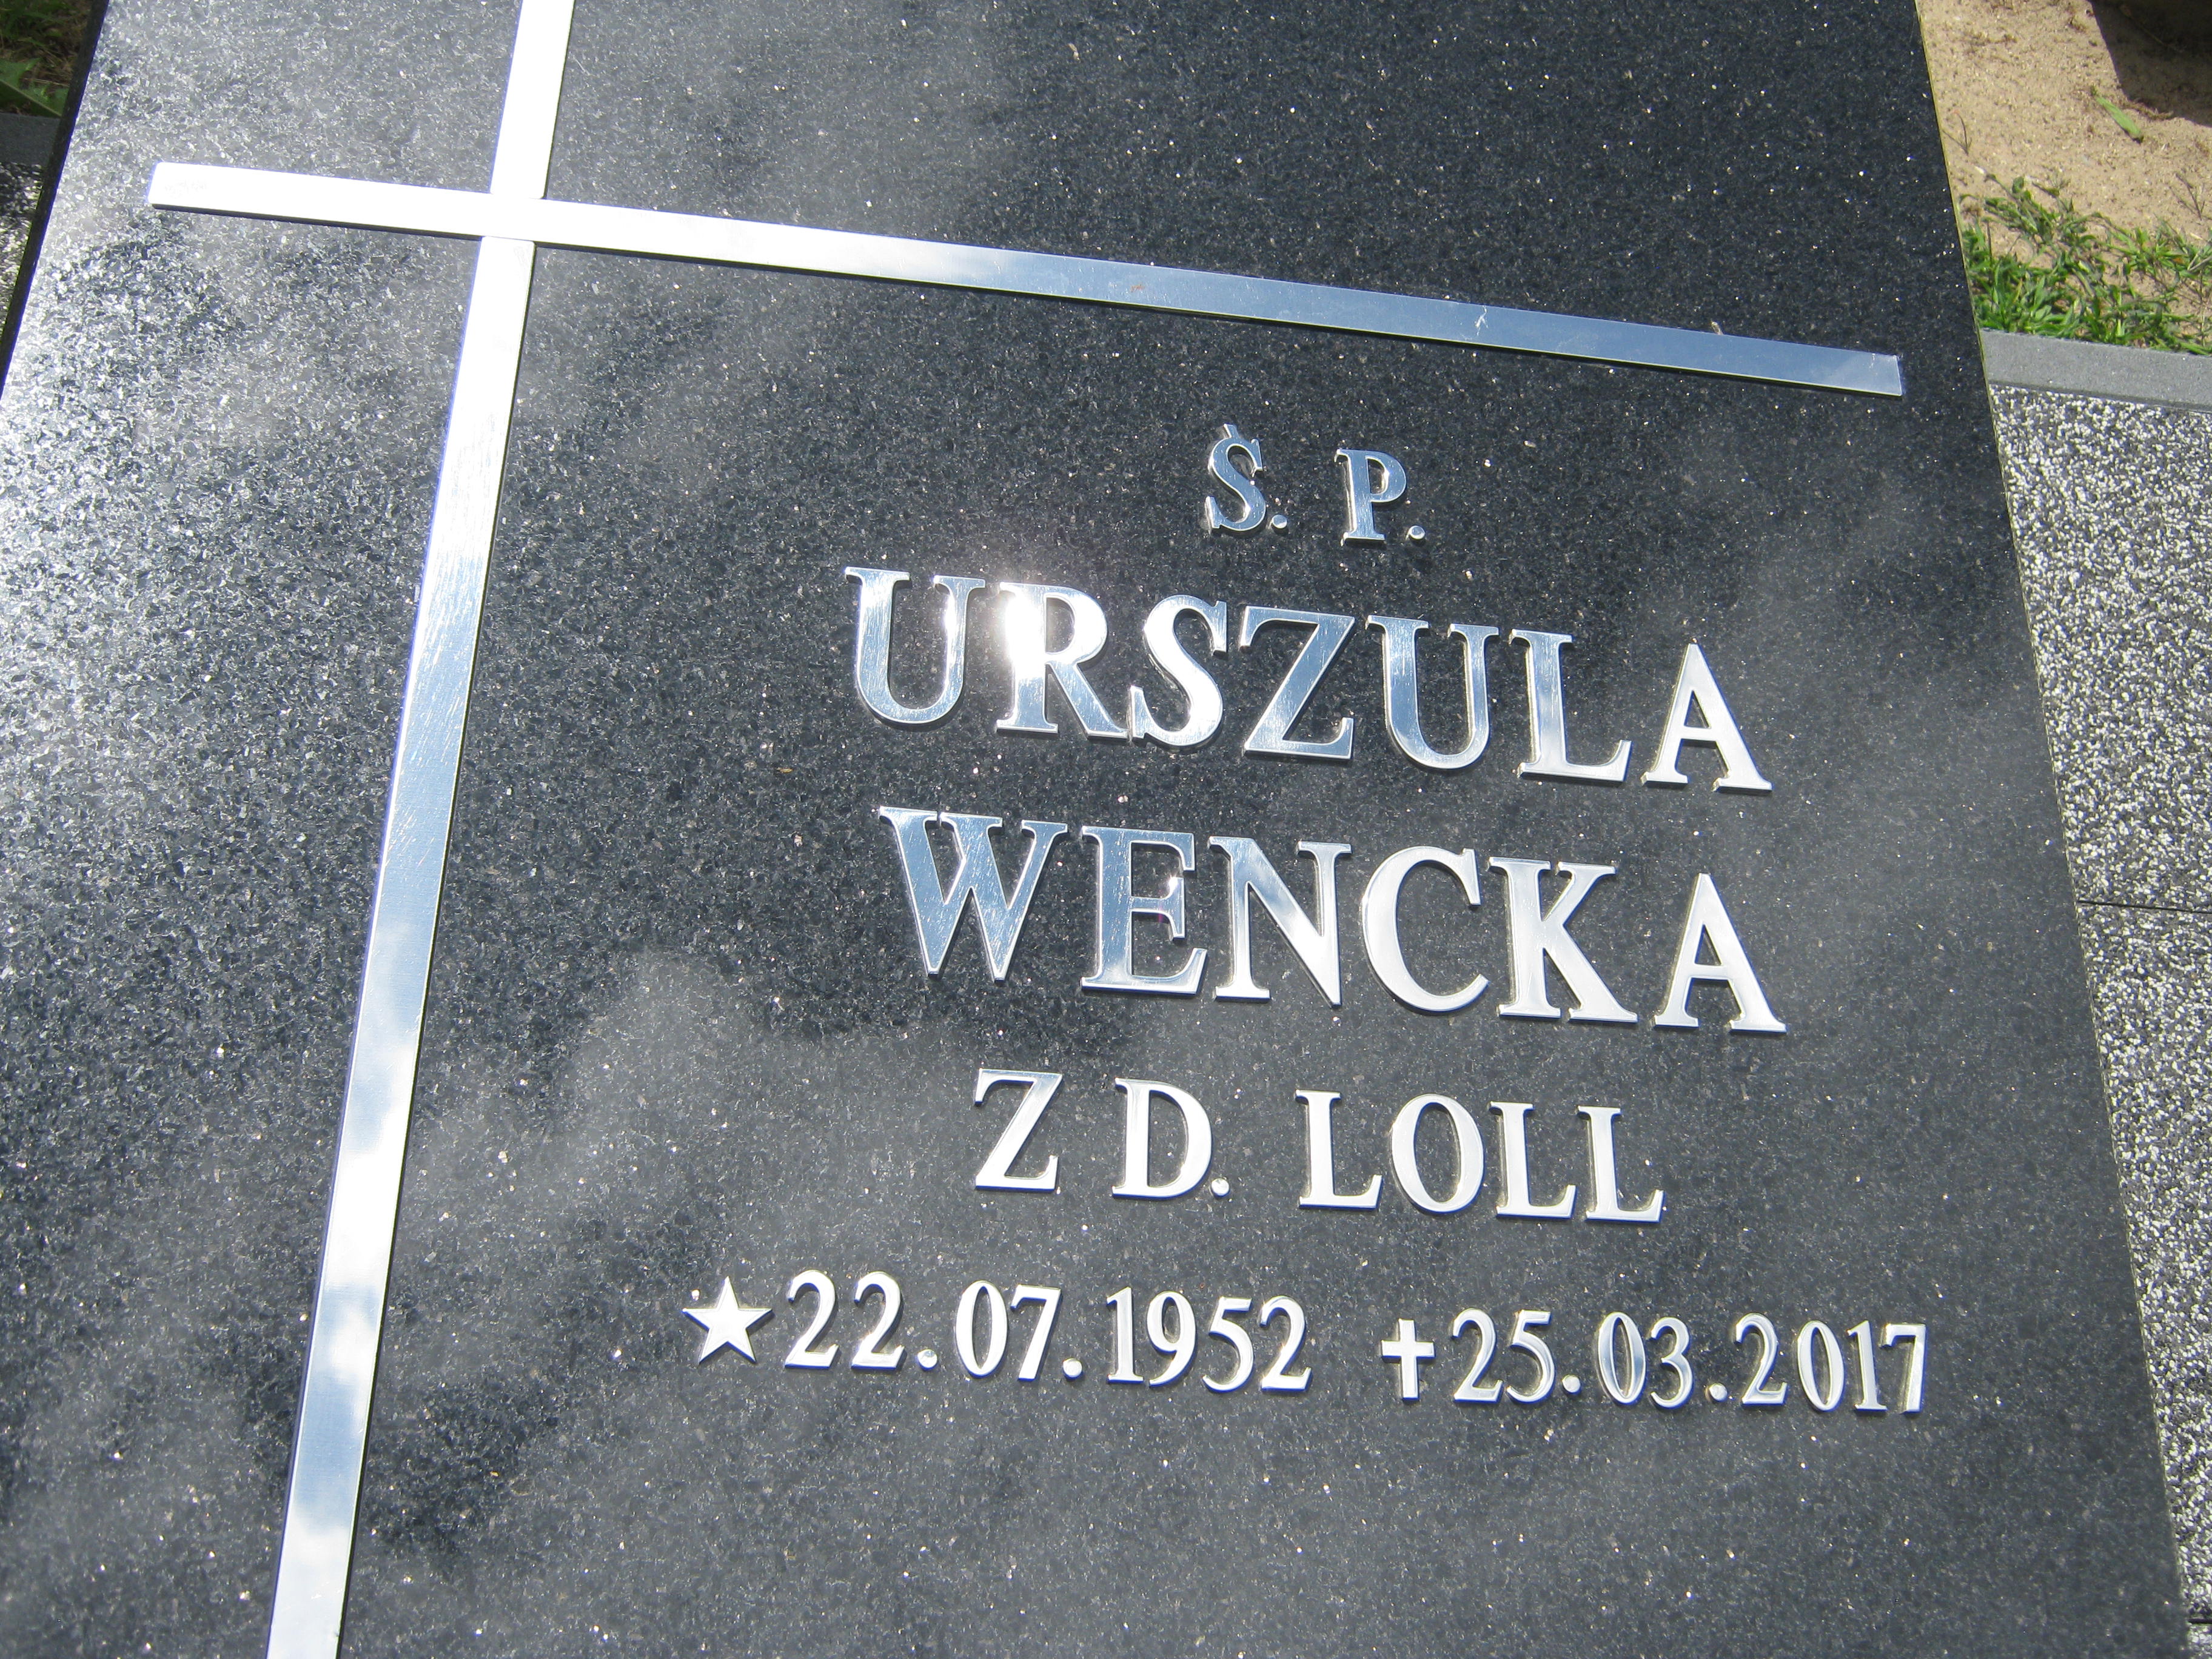 Ś. P.
URSZULA
WENCKA
Z D. LOLL
★22.07.1952 ✝25.03.2017